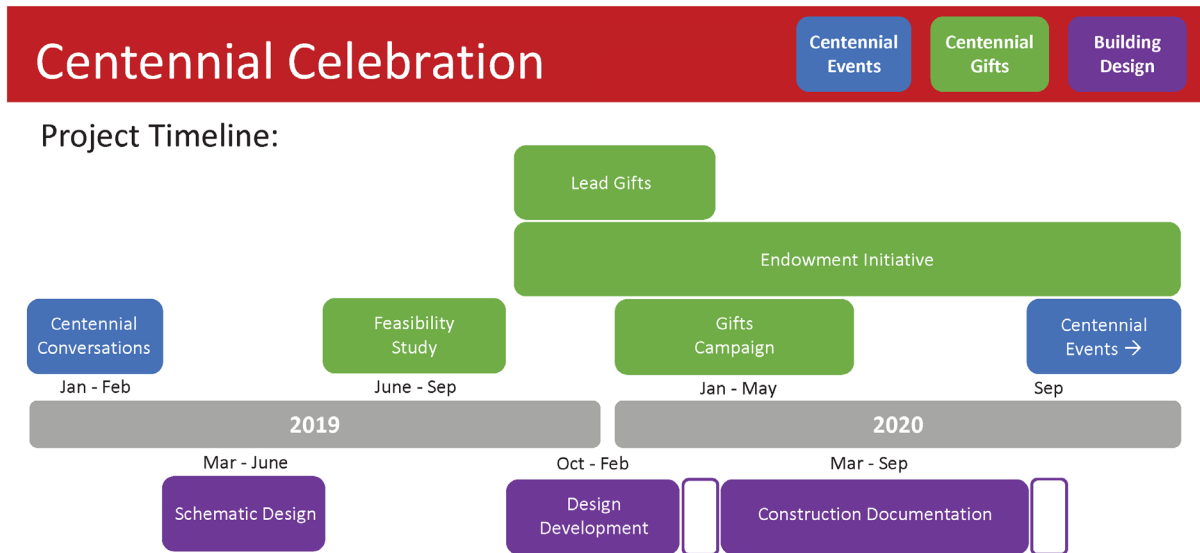 Centennial Celebration
Centennial
Events
Centennial
Gifts
Building
Design
Project Timeline:
Lead Gifts
Endowment Initiative
Centennial
Conversations
Feasibility
Study
Gifts
Campaign
Centennial
Events →
Jan - Feb
June - Sep
Jan - May
Sep
2019
2020
Mar - June
Oct - Feb
Mar - Sep
Schematic Design
Design
Development
Construction Documentation